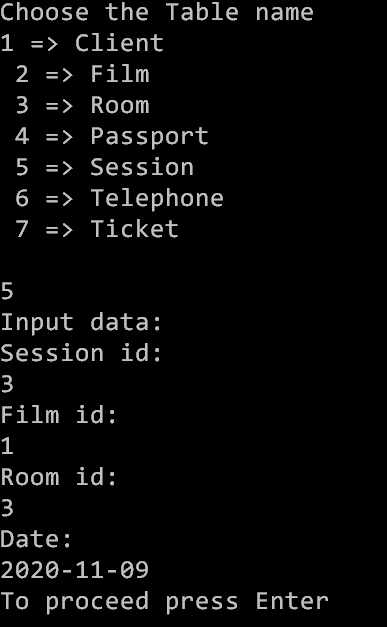 Choose the Table name
1 => Client
2 => Film
3 => Room
4 => Passport
5 => Session
6 => Telephone
7 => Ticket
5
Input data:
Session id:
3
Film id:
1
Room id:
3
Date:
2020-11-09
To proceed press Enter